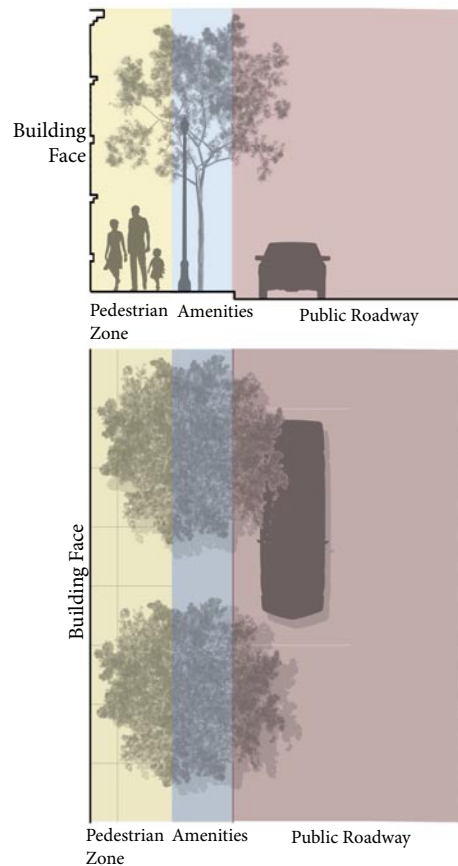 Building
Face
Pedestrian
Zone
Amenities
Public Roadway
Building Face
Pedestrian
Zone
Amenities
Public Roadway